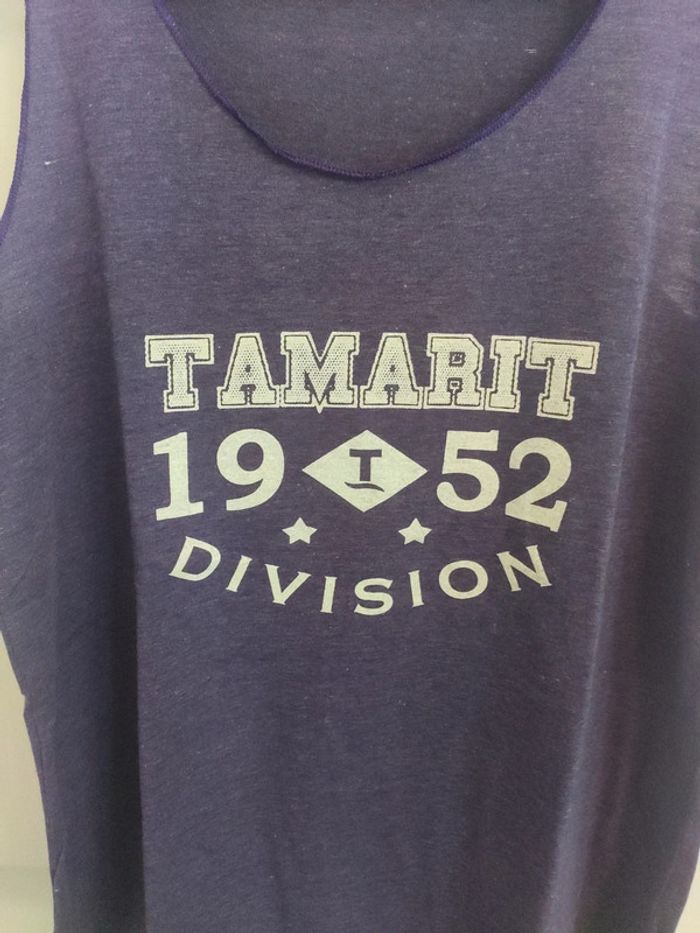 TAMARIT
19 T 52
DIVISION